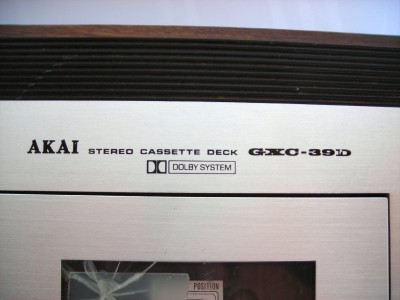 AKAI STEREO CASSETTE DECK GXC-39D
DOLBY SYSTEM
POSITION